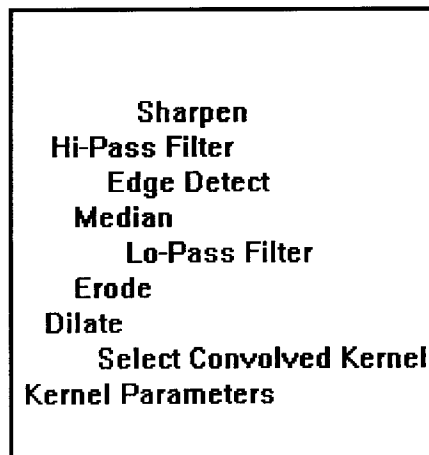 Sharpen
Hi-Pass Filter
Edge Detect
Median
Lo-Pass Filter
Erode
Dilate
Select Convolved Kernel
Kernel Parameters